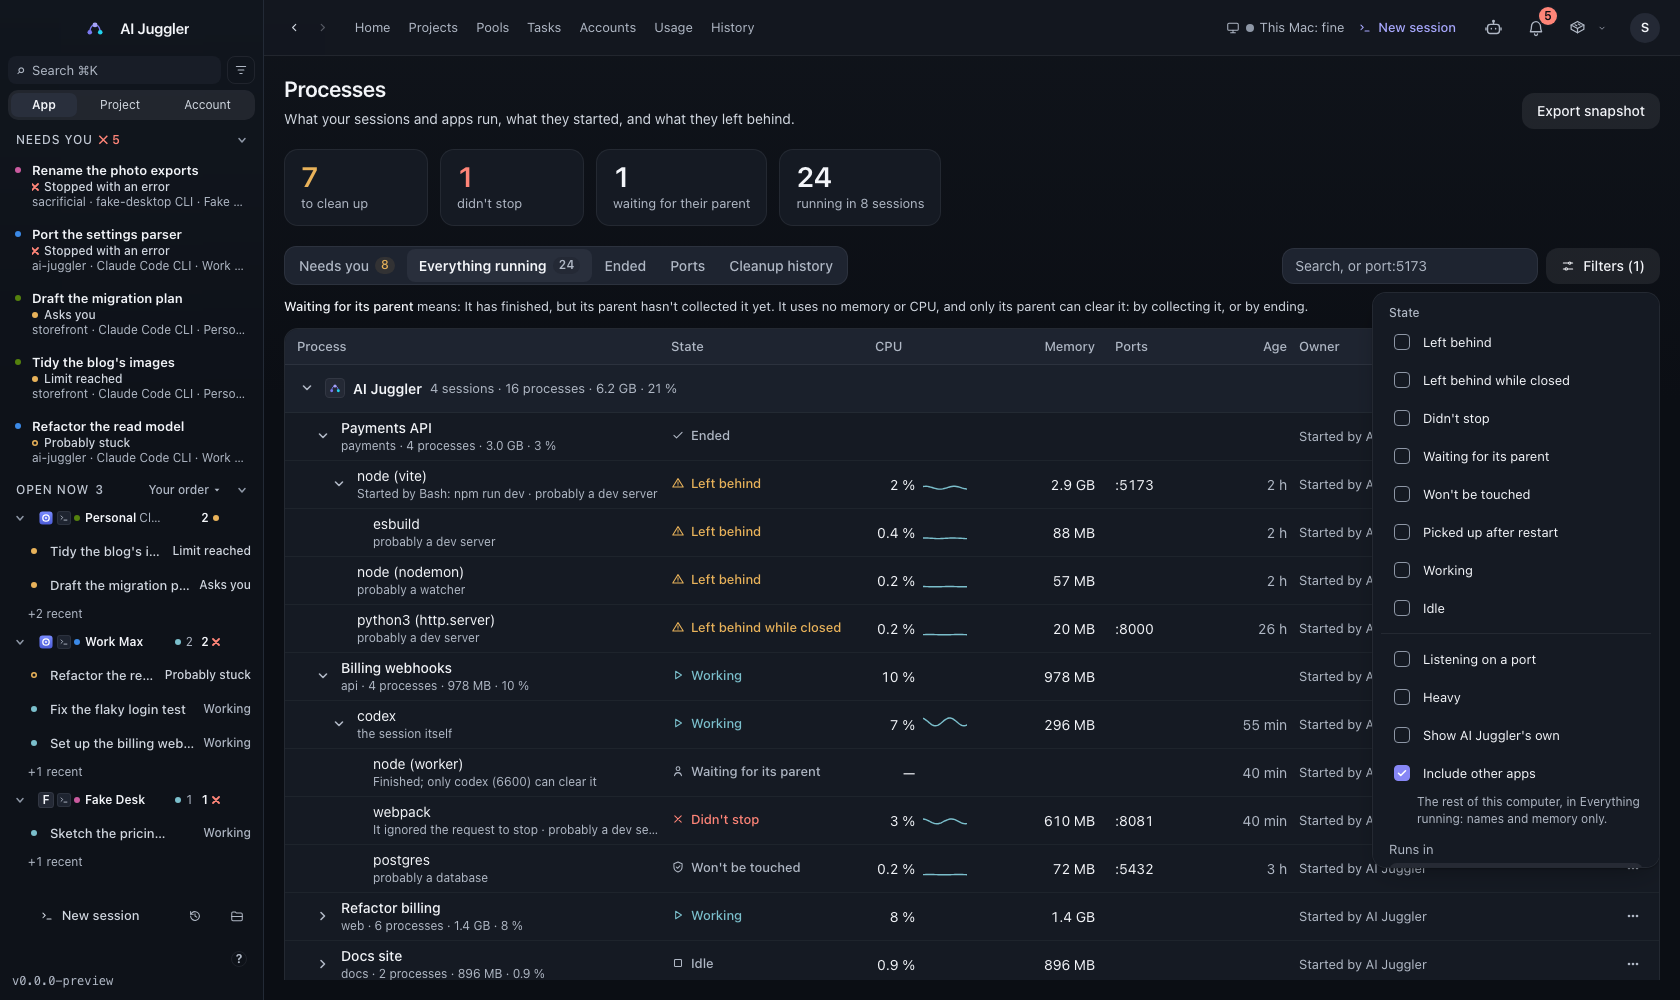 AI Juggler
Search ⌘K
App Project Account
NEEDS YOU 5
Rename the photo exports
Stopped with an error
sacrificial · fake-desktop CLI · Fake ...
Port the settings parser
Stopped with an error
ai-juggler · Claude Code CLI · Work ...
Draft the migration plan
Asks you
storefront · Claude Code CLI · Perso...
Tidy the blog's images
Limit reached
storefront · Claude Code CLI · Perso...
Refactor the read model
Probably stuck
ai-juggler · Claude Code CLI · Work ...
OPEN NOW 3 Your order
Personal Cl... 2
Tidy the blog's i... Limit reached
Draft the migration p... Asks you
+2 recent
Work Max 2 2
Refactor the re... Probably stuck
Fix the flaky login test Working
Set up the billing web... Working
+1 recent
F Fake Desk 1 1
Sketch the pricin... Working
+1 recent
New session
?
v0.0.0-preview
Home Projects Pools Tasks Accounts Usage History
This Mac: fine New session 5 S
Processes
What your sessions and apps run, what they started, and what they left behind.
Export snapshot
7
to clean up
1
didn't stop
1
waiting for their parent
24
running in 8 sessions
Needs you 8 Everything running 24 Ended Ports Cleanup history
Search, or port:5173
Filters (1)
Waiting for its parent means: It has finished, but its parent hasn't collected it yet. It uses no memory or CPU, and only its parent can clear it: by collecting it, or by ending.
Process State CPU Memory Ports Age Owner
AI Juggler 4 sessions · 16 processes · 6.2 GB · 21 %
Payments API Ended Started by A
payments · 4 processes · 3.0 GB · 3 %
node (vite) Left behind 2 % 2.9 GB :5173 2 h Started by A
Started by Bash: npm run dev · probably a dev server
esbuild Left behind 0.4 % 88 MB 2 h Started by A
probably a dev server
node (nodemon) Left behind 0.2 % 57 MB 2 h Started by A
probably a watcher
python3 (http.server) Left behind while closed 0.2 % 20 MB :8000 26 h Started by A
probably a dev server
Billing webhooks Working 10 % 978 MB Started by A
api · 4 processes · 978 MB · 10 %
codex Working 7 % 296 MB 55 min Started by A
the session itself
node (worker) Waiting for its parent — 40 min Started by A
Finished; only codex (6600) can clear it
webpack Didn't stop 3 % 610 MB :8081 40 min Started by A
It ignored the request to stop · probably a dev se...
postgres Won't be touched 0.2 % 72 MB :5432 3 h Started by AI Juggler
probably a database
Refactor billing Working 8 % 1.4 GB Started by AI Juggler
web · 6 processes · 1.4 GB · 8 %
Docs site Idle 0.9 % 896 MB Started by AI Juggler
docs · 2 processes · 896 MB · 0.9 %
State
Left behind
Left behind while closed
Didn't stop
Waiting for its parent
Won't be touched
Picked up after restart
Working
Idle
Listening on a port
Heavy
Show AI Juggler's own
Include other apps
The rest of this computer, in Everything
running: names and memory only.
Runs in